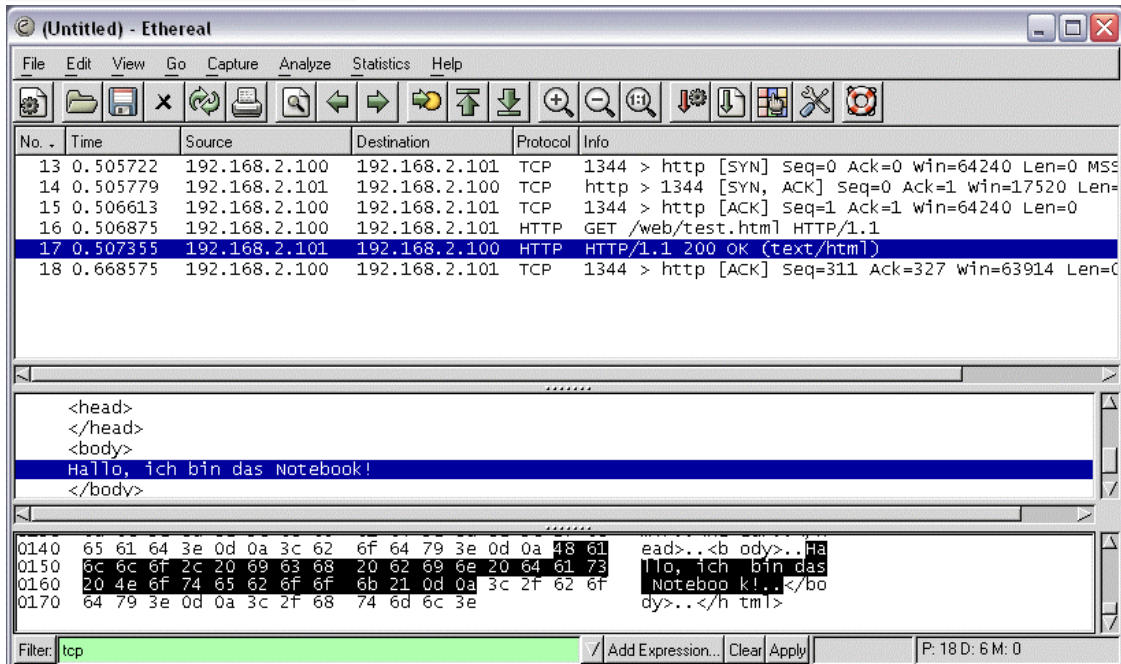 (Untitled) - Ethereal
File Edit View Go Capture Analyze Statistics Help
No. Time Source Destination Protocol Info
13 0.505722 192.168.2.100 192.168.2.101 TCP 1344 > http [SYN] Seq=0 Ack=0 Win=64240 Len=0 MSS
14 0.505779 192.168.2.101 192.168.2.100 TCP http > 1344 [SYN, ACK] Seq=0 Ack=1 Win=17520 Len=
15 0.506613 192.168.2.100 192.168.2.101 TCP 1344 > http [ACK] Seq=1 Ack=1 Win=64240 Len=0
16 0.506875 192.168.2.100 192.168.2.101 HTTP GET /web/test.html HTTP/1.1
17 0.507355 192.168.2.101 192.168.2.100 HTTP HTTP/1.1 200 OK (text/html)
18 0.668575 192.168.2.100 192.168.2.101 TCP 1344 > http [ACK] Seq=311 Ack=327 Win=63914 Len=0
<head>
</head>
<body>
Hallo, ich bin das Notebook!
</body>
0140 65 61 64 3e 0d 0a 3c 62 6f 64 79 3e 0d 0a 48 61 ead>..<b ody>..Ha
0150 6c 6c 6f 2c 20 69 63 68 20 62 69 6e 20 64 61 73 llo, ich bin das
0160 20 4e 6f 74 65 62 6f 6f 6b 21 0d 0a 3c 2f 62 6f Noteboo k!..</bo
0170 64 79 3e 0d 0a 3c 2f 68 74 6d 6c 3e dy>..</h tml>
Filter: tcp Add Expression... Clear Apply P: 18 D: 6 M: 0